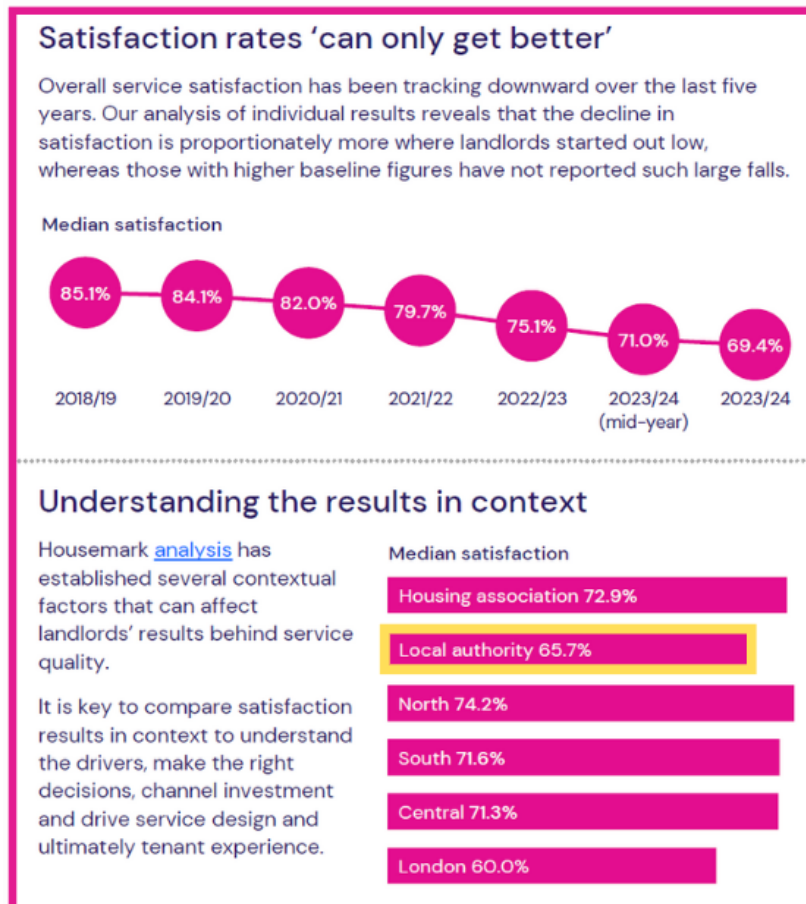 Satisfaction rates ‘can only get better’
Overall service satisfaction has been tracking downward over the last five
years. Our analysis of individual results reveals that the decline in
satisfaction is proportionately more where landlords started out low,
whereas those with higher baseline figures have not reported such large falls.
Median satisfaction
85.1% 84.1% 82.0% 79.7% 75.1% 71.0% 69.4%
2018/19 2019/20 2020/21 2021/22 2022/23 2023/24 2023/24
(mid-year)
Understanding the results in context
Housemark analysis has
established several contextual
factors that can affect
landlords’ results behind service
quality.
It is key to compare satisfaction
results in context to understand
the drivers, make the right
decisions, channel investment
and drive service design and
ultimately tenant experience.
Median satisfaction
Housing association 72.9%
Local authority 65.7%
North 74.2%
South 71.6%
Central 71.3%
London 60.0%